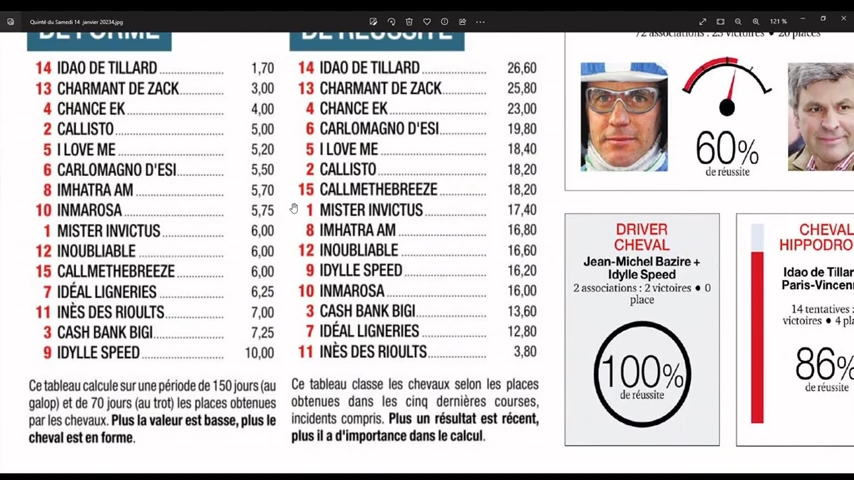 Quinté du Samedi 14 janvier 20234.jpg
121 %
DE FORME
14 IDAO DE TILLARD 1,70
13 CHARMANT DE ZACK 3,00
4 CHANCE EK 4,00
2 CALLISTO 5,00
5 I LOVE ME 5,20
6 CARLOMAGNO D'ESI 5,50
8 IMHATRA AM 5,70
10 INMAROSA 5,75
1 MISTER INVICTUS 6,00
12 INOUBLIABLE 6,00
15 CALLMETHEBREEZE 6,00
7 IDÉAL LIGNERIES 6,25
11 INÈS DES RIOULTS 7,00
3 CASH BANK BIGI 7,25
9 IDYLLE SPEED 10,00
Ce tableau calcule sur une période de 150 jours (au
galop) et de 70 jours (au trot) les places obtenues
par les chevaux. Plus la valeur est basse, plus le
cheval est en forme.
DE RÉUSSITE
14 IDAO DE TILLARD 26,60
13 CHARMANT DE ZACK 25,80
4 CHANCE EK 23,00
6 CARLOMAGNO D'ESI 19,80
5 I LOVE ME 18,40
2 CALLISTO 18,20
15 CALLMETHEBREEZE 18,20
1 MISTER INVICTUS 17,40
8 IMHATRA AM 16,80
12 INOUBLIABLE 16,60
9 IDYLLE SPEED 16,20
10 INMAROSA 16,00
3 CASH BANK BIGI 13,60
7 IDÉAL LIGNERIES 12,80
11 INÈS DES RIOULTS 3,80
Ce tableau classe les chevaux selon les places
obtenues dans les cinq dernières courses,
incidents compris. Plus un résultat est récent,
plus il a d'importance dans le calcul.
72 associations : 23 victoires • 20 places
60%
de réussite
DRIVER
CHEVAL
Jean-Michel Bazire +
Idylle Speed
2 associations : 2 victoires • 0
place
100%
de réussite
CHEVAL
HIPPODRO
Idao de Tillar
Paris-Vincenn
14 tentatives :
victoires • 4 pla
86%
de réussite